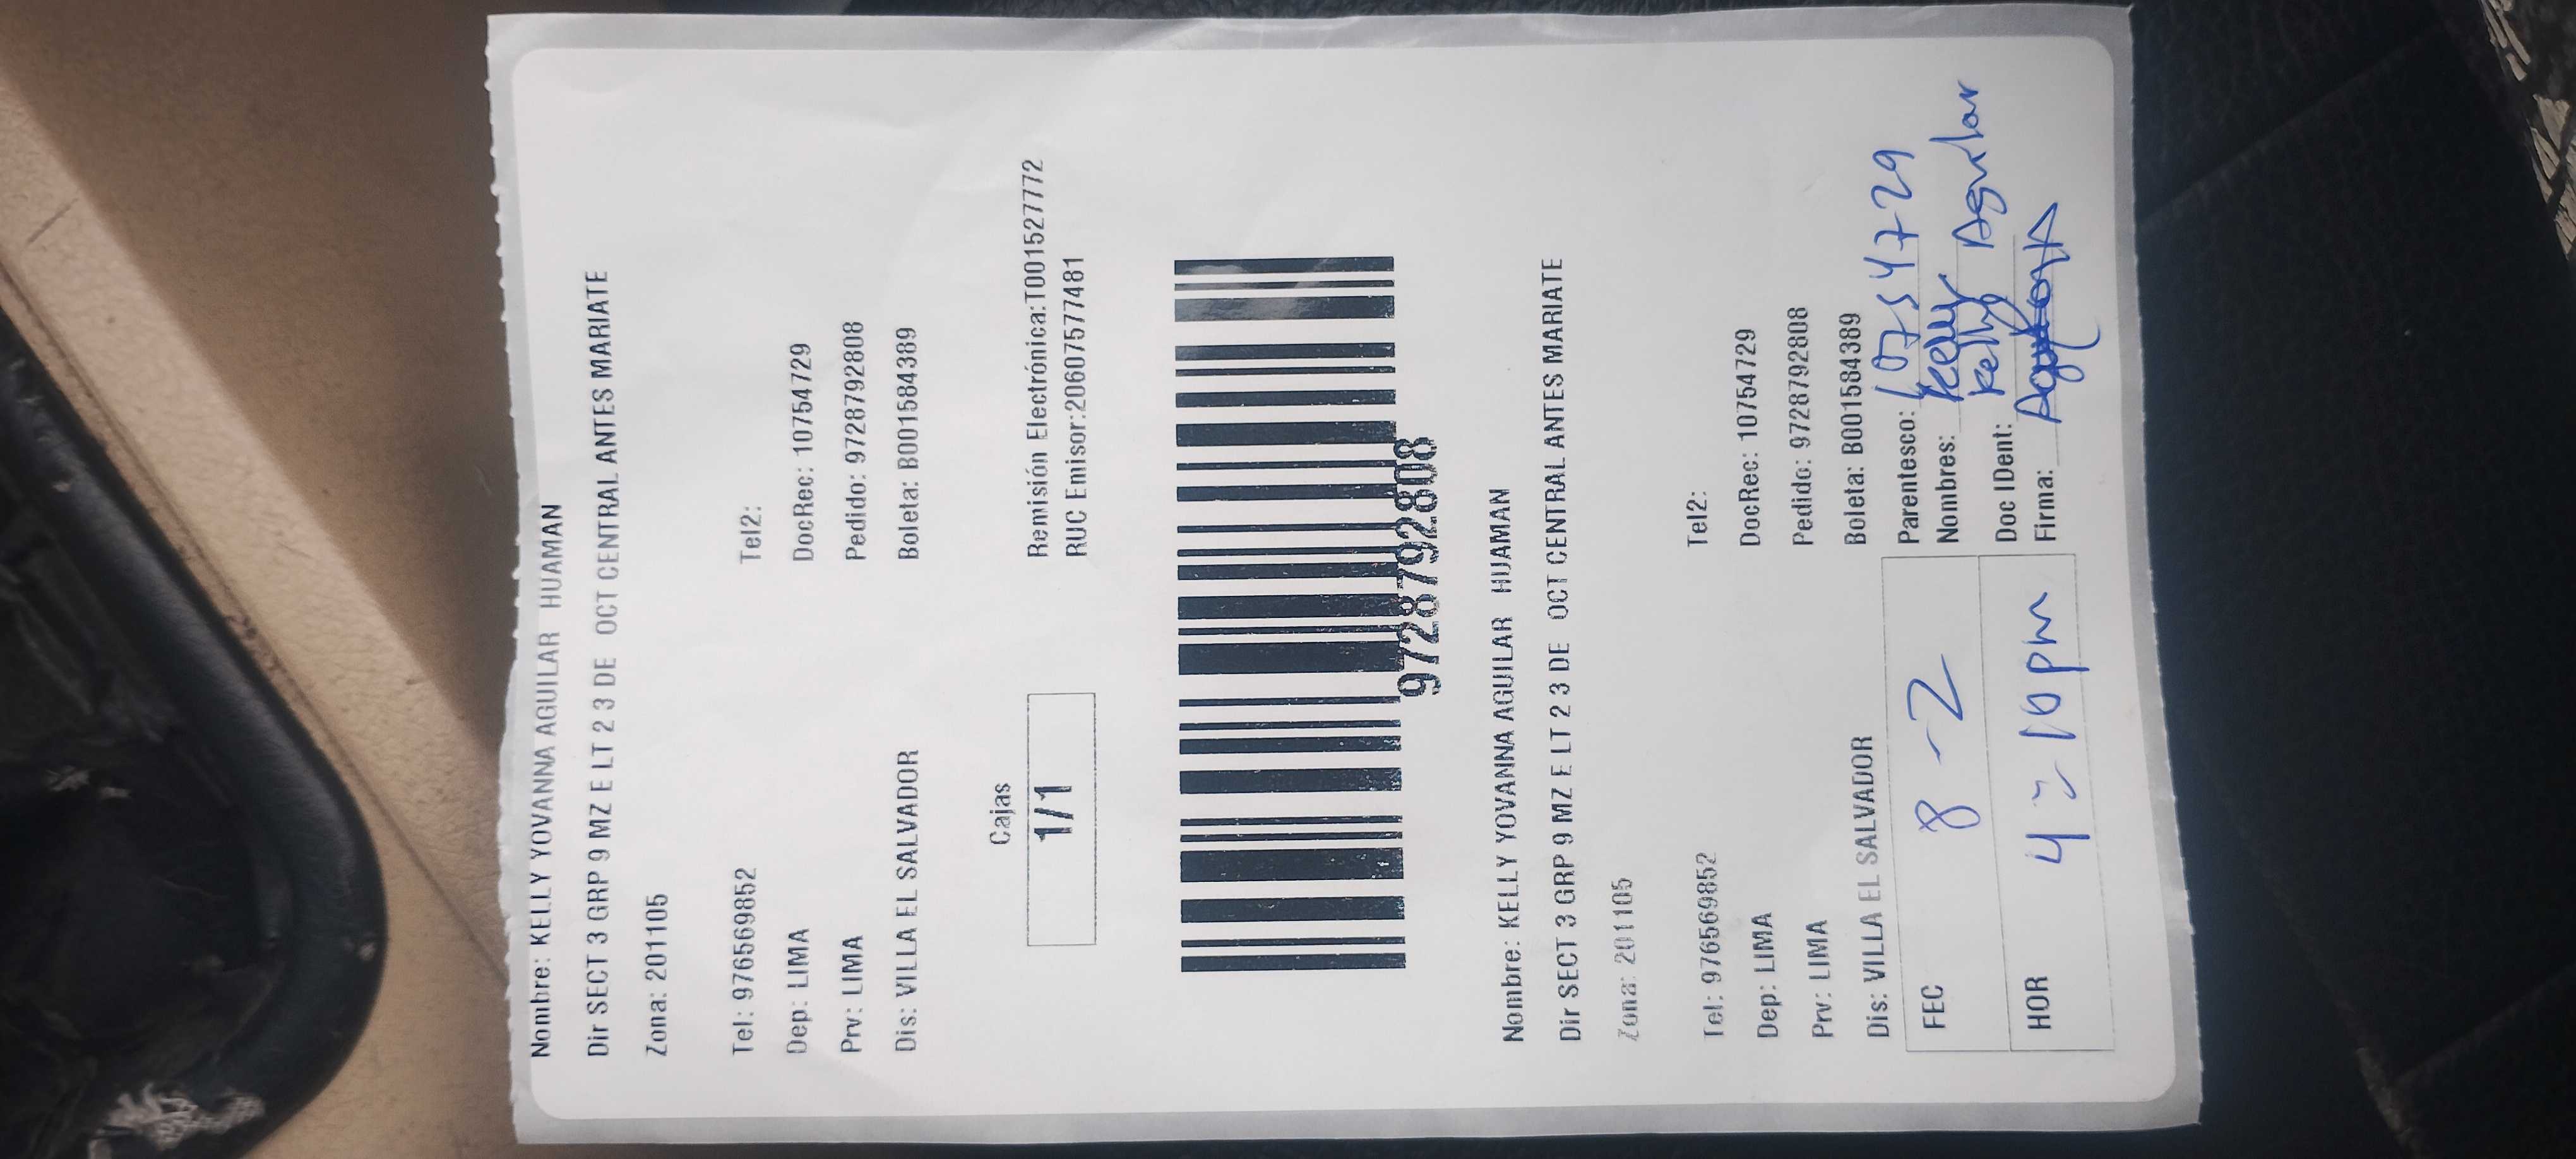 Nombre: KELLY YOVANNA AGUILAR HUAMAN
Dir SECT 3 GRP 9 MZ E LT 2 3 DE OCT CENTRAL ANTES MARIATE
Zona: 201105
Tel: 976569852 Tel2:
Dep: LIMA DocRec: 10754729
Prv: LIMA Pedido: 972879280​8
Dis: VILLA EL SALVADOR Boleta: B001584389
Cajas
1/1
Remisión Electrónica:T001527772
RUC Emisor:20607577481
9728792808
Nombre: KELLY YOVANNA AGUILAR HUAMAN
Dir SECT 3 GRP 9 MZ E LT 2 3 DE OCT CENTRAL ANTES MARIATE
Zona: 201105
Tel: 976569852 Tel2:
Dep: LIMA DocRec: 10754729
Prv: LIMA Pedido: 9728792808
Dis: VILLA EL SALVADOR Boleta: B001584389
FEC 8-2
Parentesco: 10754729
Nombres: Kelly
HOR 4:10pm
Doc IDent: Kelly Aguilar
Firma: